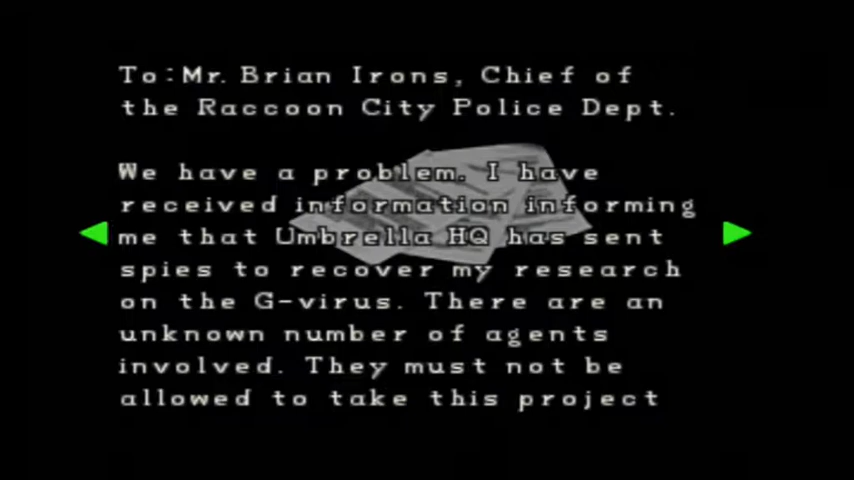 To:Mr. Brian Irons, Chief of
the Raccoon City Police Dept.
We have a problem. I have
received information informing
me that Umbrella HQ has sent
spies to recover my research
on the G-virus. There are an
unknown number of agents
involved. They must not be
allowed to take this project